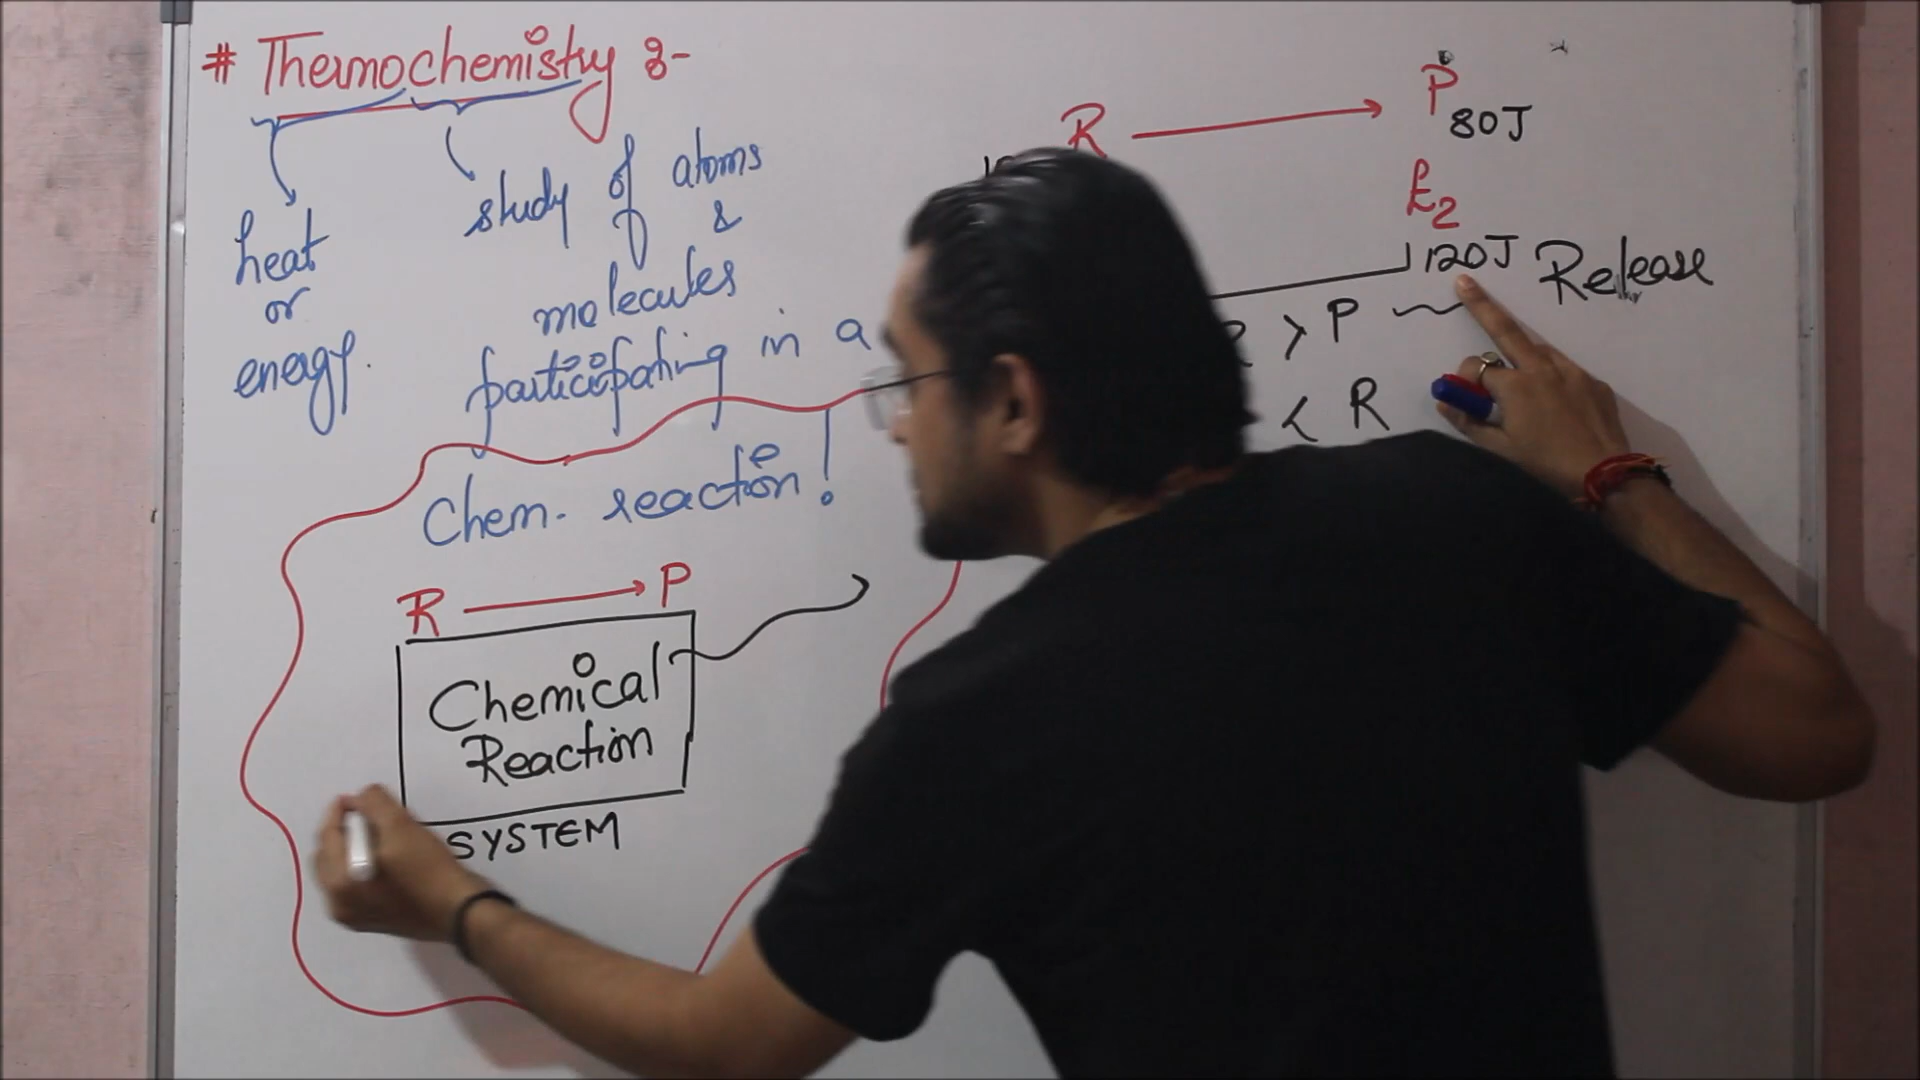 # Thermochemistry :-
heat
or
energy.
study of atoms
&
molecules
participating in a
Chem. reaction!
R → P
Chemical
Reaction
SYSTEM
R → P
80J
E2
120J Release
> P
< R